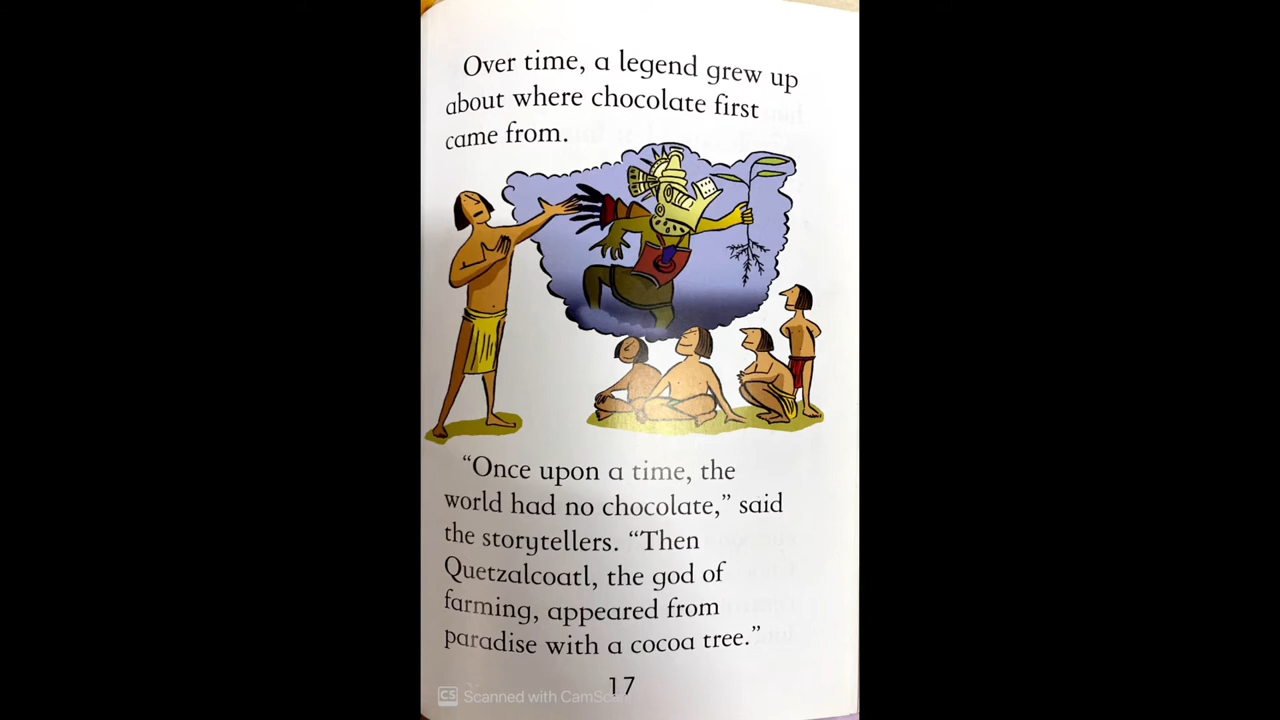 Over time, a legend grew up
about where chocolate first
came from.
“Once upon a time, the
world had no chocolate,” said
the storytellers. “Then
Quetzalcoatl, the god of
farming, appeared from
paradise with a cocoa tree.”
17
CS Scanned with